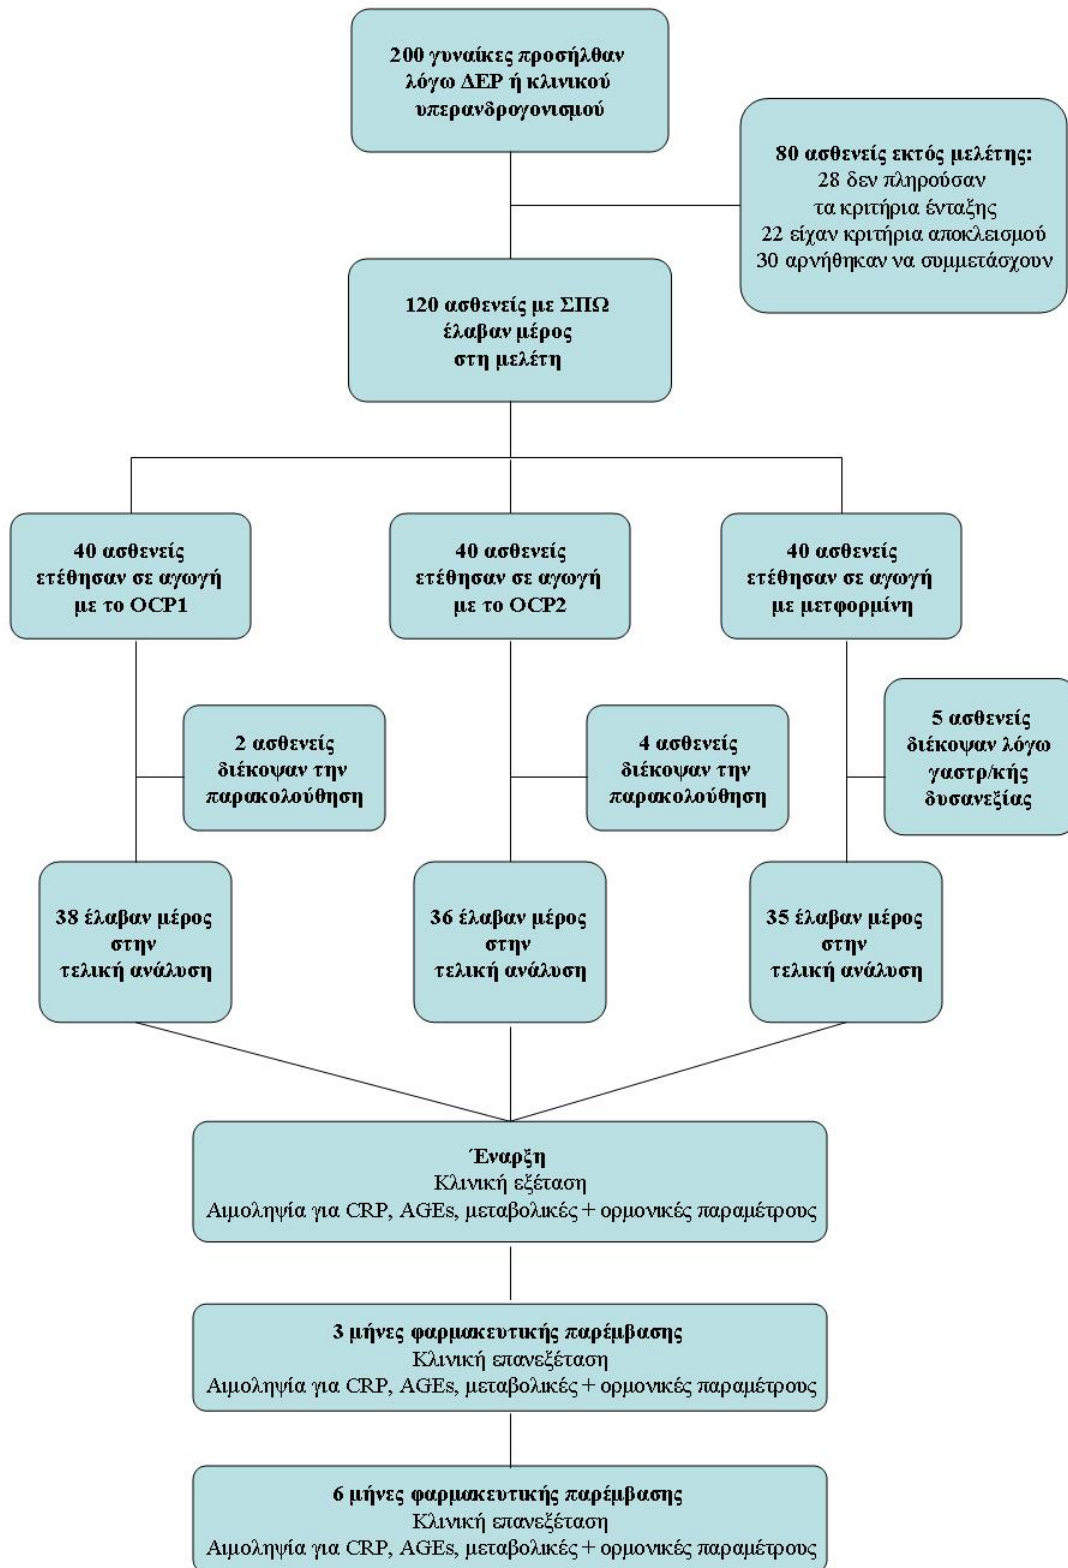 200 γυναίκες προσήλθαν
λόγω ΔΕΡ ή κλινικού
υπερανδρογονισμού
80 ασθενείς εκτός μελέτης:
28 δεν πληρούσαν
τα κριτήρια ένταξης
22 είχαν κριτήρια αποκλεισμού
30 αρνήθηκαν να συμμετάσχουν
120 ασθενείς με ΣΠΩ
έλαβαν μέρος
στη μελέτη
40 ασθενείς
ετέθησαν σε αγωγή
με το OCP1
40 ασθενείς
ετέθησαν σε αγωγή
με το OCP2
40 ασθενείς
ετέθησαν σε αγωγή
με μετφορμίνη
2 ασθενείς
διέκοψαν την
παρακολούθηση
4 ασθενείς
διέκοψαν την
παρακολούθηση
5 ασθενείς
διέκοψαν λόγω
γαστρ/κής
δυσανεξίας
38 έλαβαν μέρος
στην
τελική ανάλυση
36 έλαβαν μέρος
στην
τελική ανάλυση
35 έλαβαν μέρος
στην
τελική ανάλυση
Έναρξη
Κλινική εξέταση
Αιμοληψία για CRP, AGEs, μεταβολικές + ορμονικές παραμέτρους
3 μήνες φαρμακευτικής παρέμβασης
Κλινική επανεξέταση
Αιμοληψία για CRP, AGEs, μεταβολικές + ορμονικές παραμέτρους
6 μήνες φαρμακευτικής παρέμβασης
Κλινική επανεξέταση
Αιμοληψία για CRP, AGEs, μεταβολικές + ορμονικές παραμέτρους